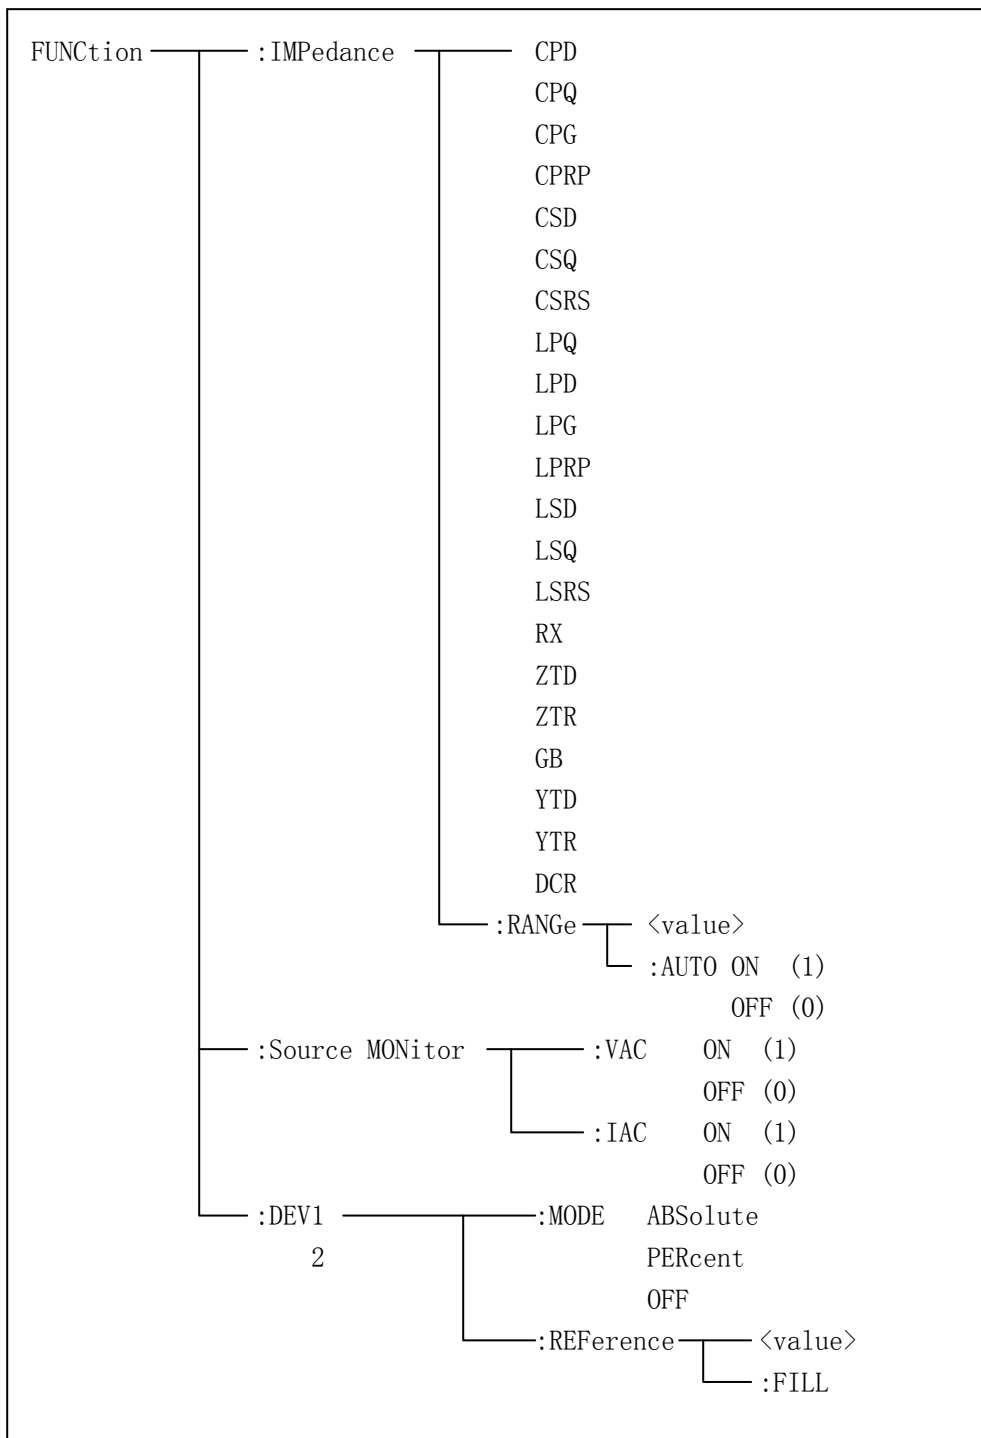 FUNCtion :IMPedance CPD
CPQ
CPG
CPRP
CSD
CSQ
CSRS
LPQ
LPD
LPG
LPRP
LSD
LSQ
LSRS
RX
ZTD
ZTR
GB
YTD
YTR
DCR
:RANGe <value>
:AUTO ON (1)
OFF (0)
:Source MONitor :VAC ON (1)
OFF (0)
:IAC ON (1)
OFF (0)
:DEV1 :MODE ABSolute
2 PERcent
OFF
:REFerence <value>
:FILL